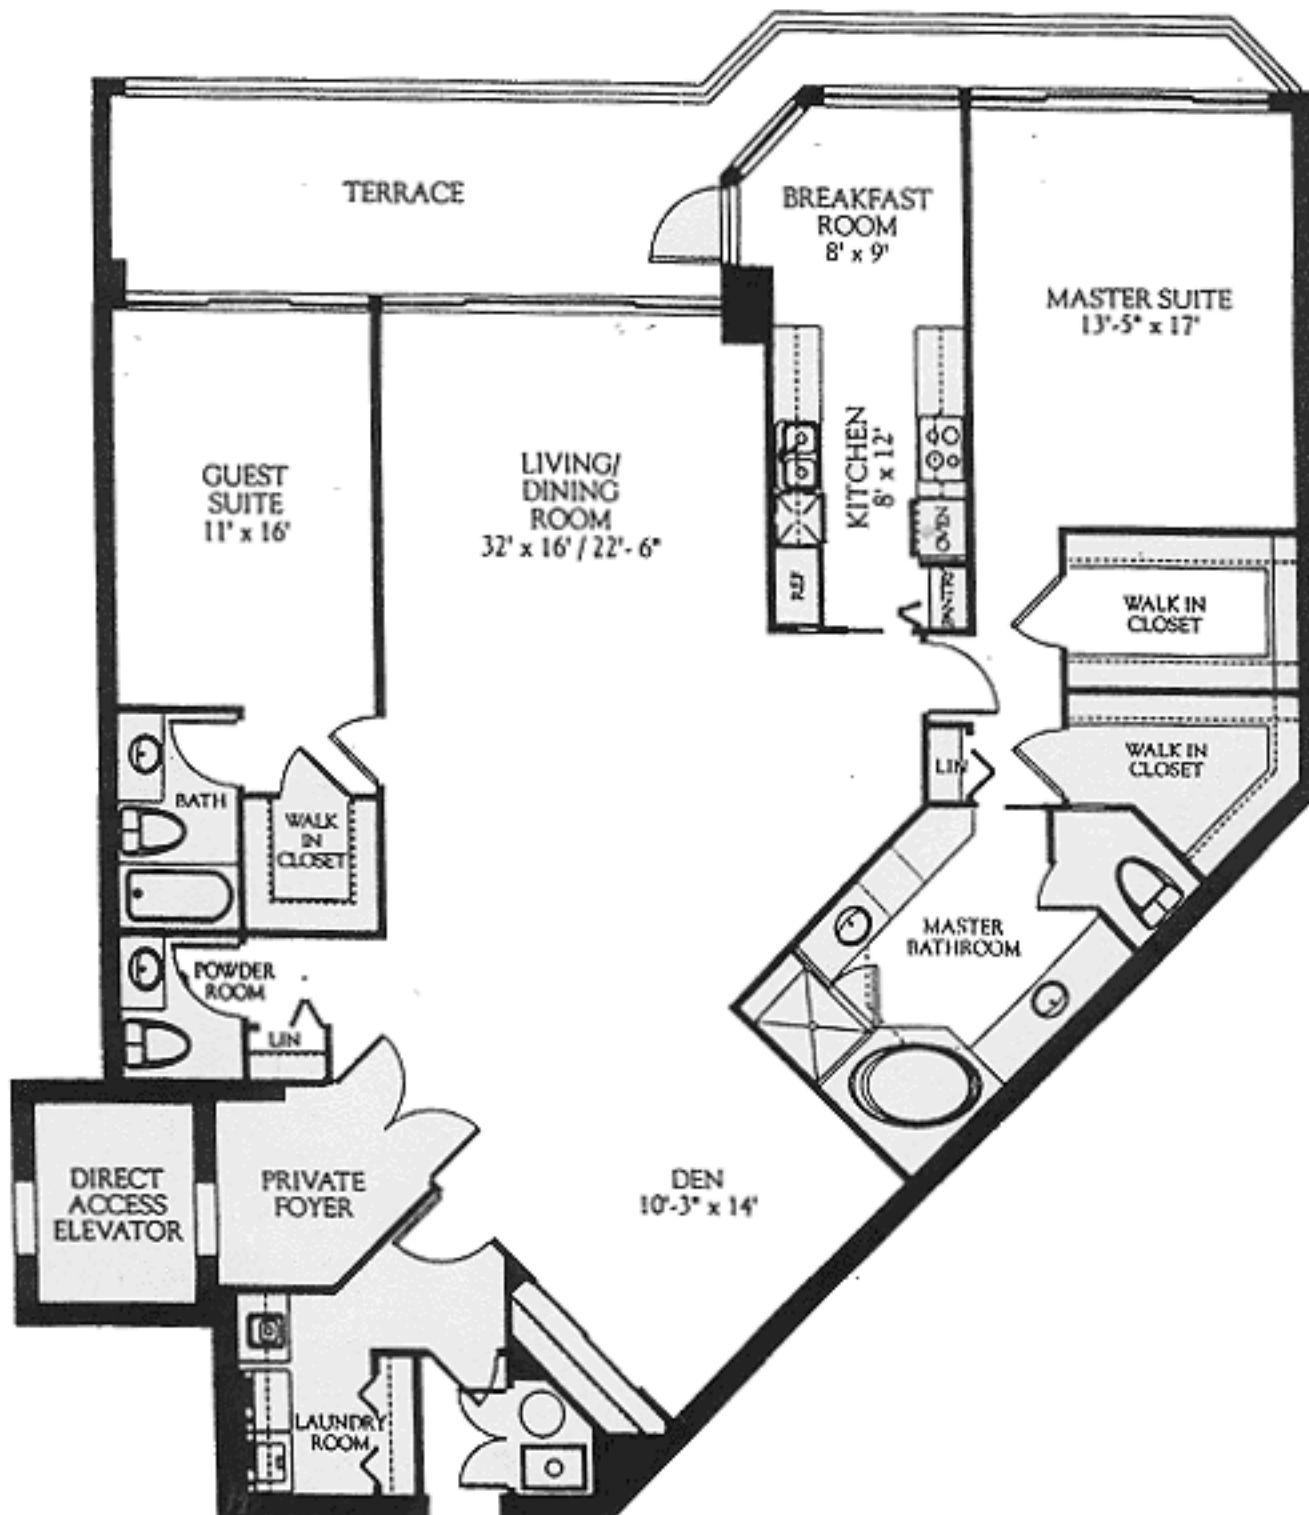 TERRACE
BREAKFAST
ROOM
8' x 9'
MASTER SUITE
13'-5" x 17'
GUEST
SUITE
11' x 16'
LIVING/
DINING
ROOM
32' x 16' / 22'- 6"
KITCHEN
8' x 12'
OVEN
REF
PANTRY
WALK IN
CLOSET
WALK IN
CLOSET
LIN
BATH
WALK
IN
CLOSET
MASTER
BATHROOM
POWDER
ROOM
LIN
DIRECT
ACCESS
ELEVATOR
PRIVATE
FOYER
DEN
10'-3" x 14'
LAUNDRY
ROOM